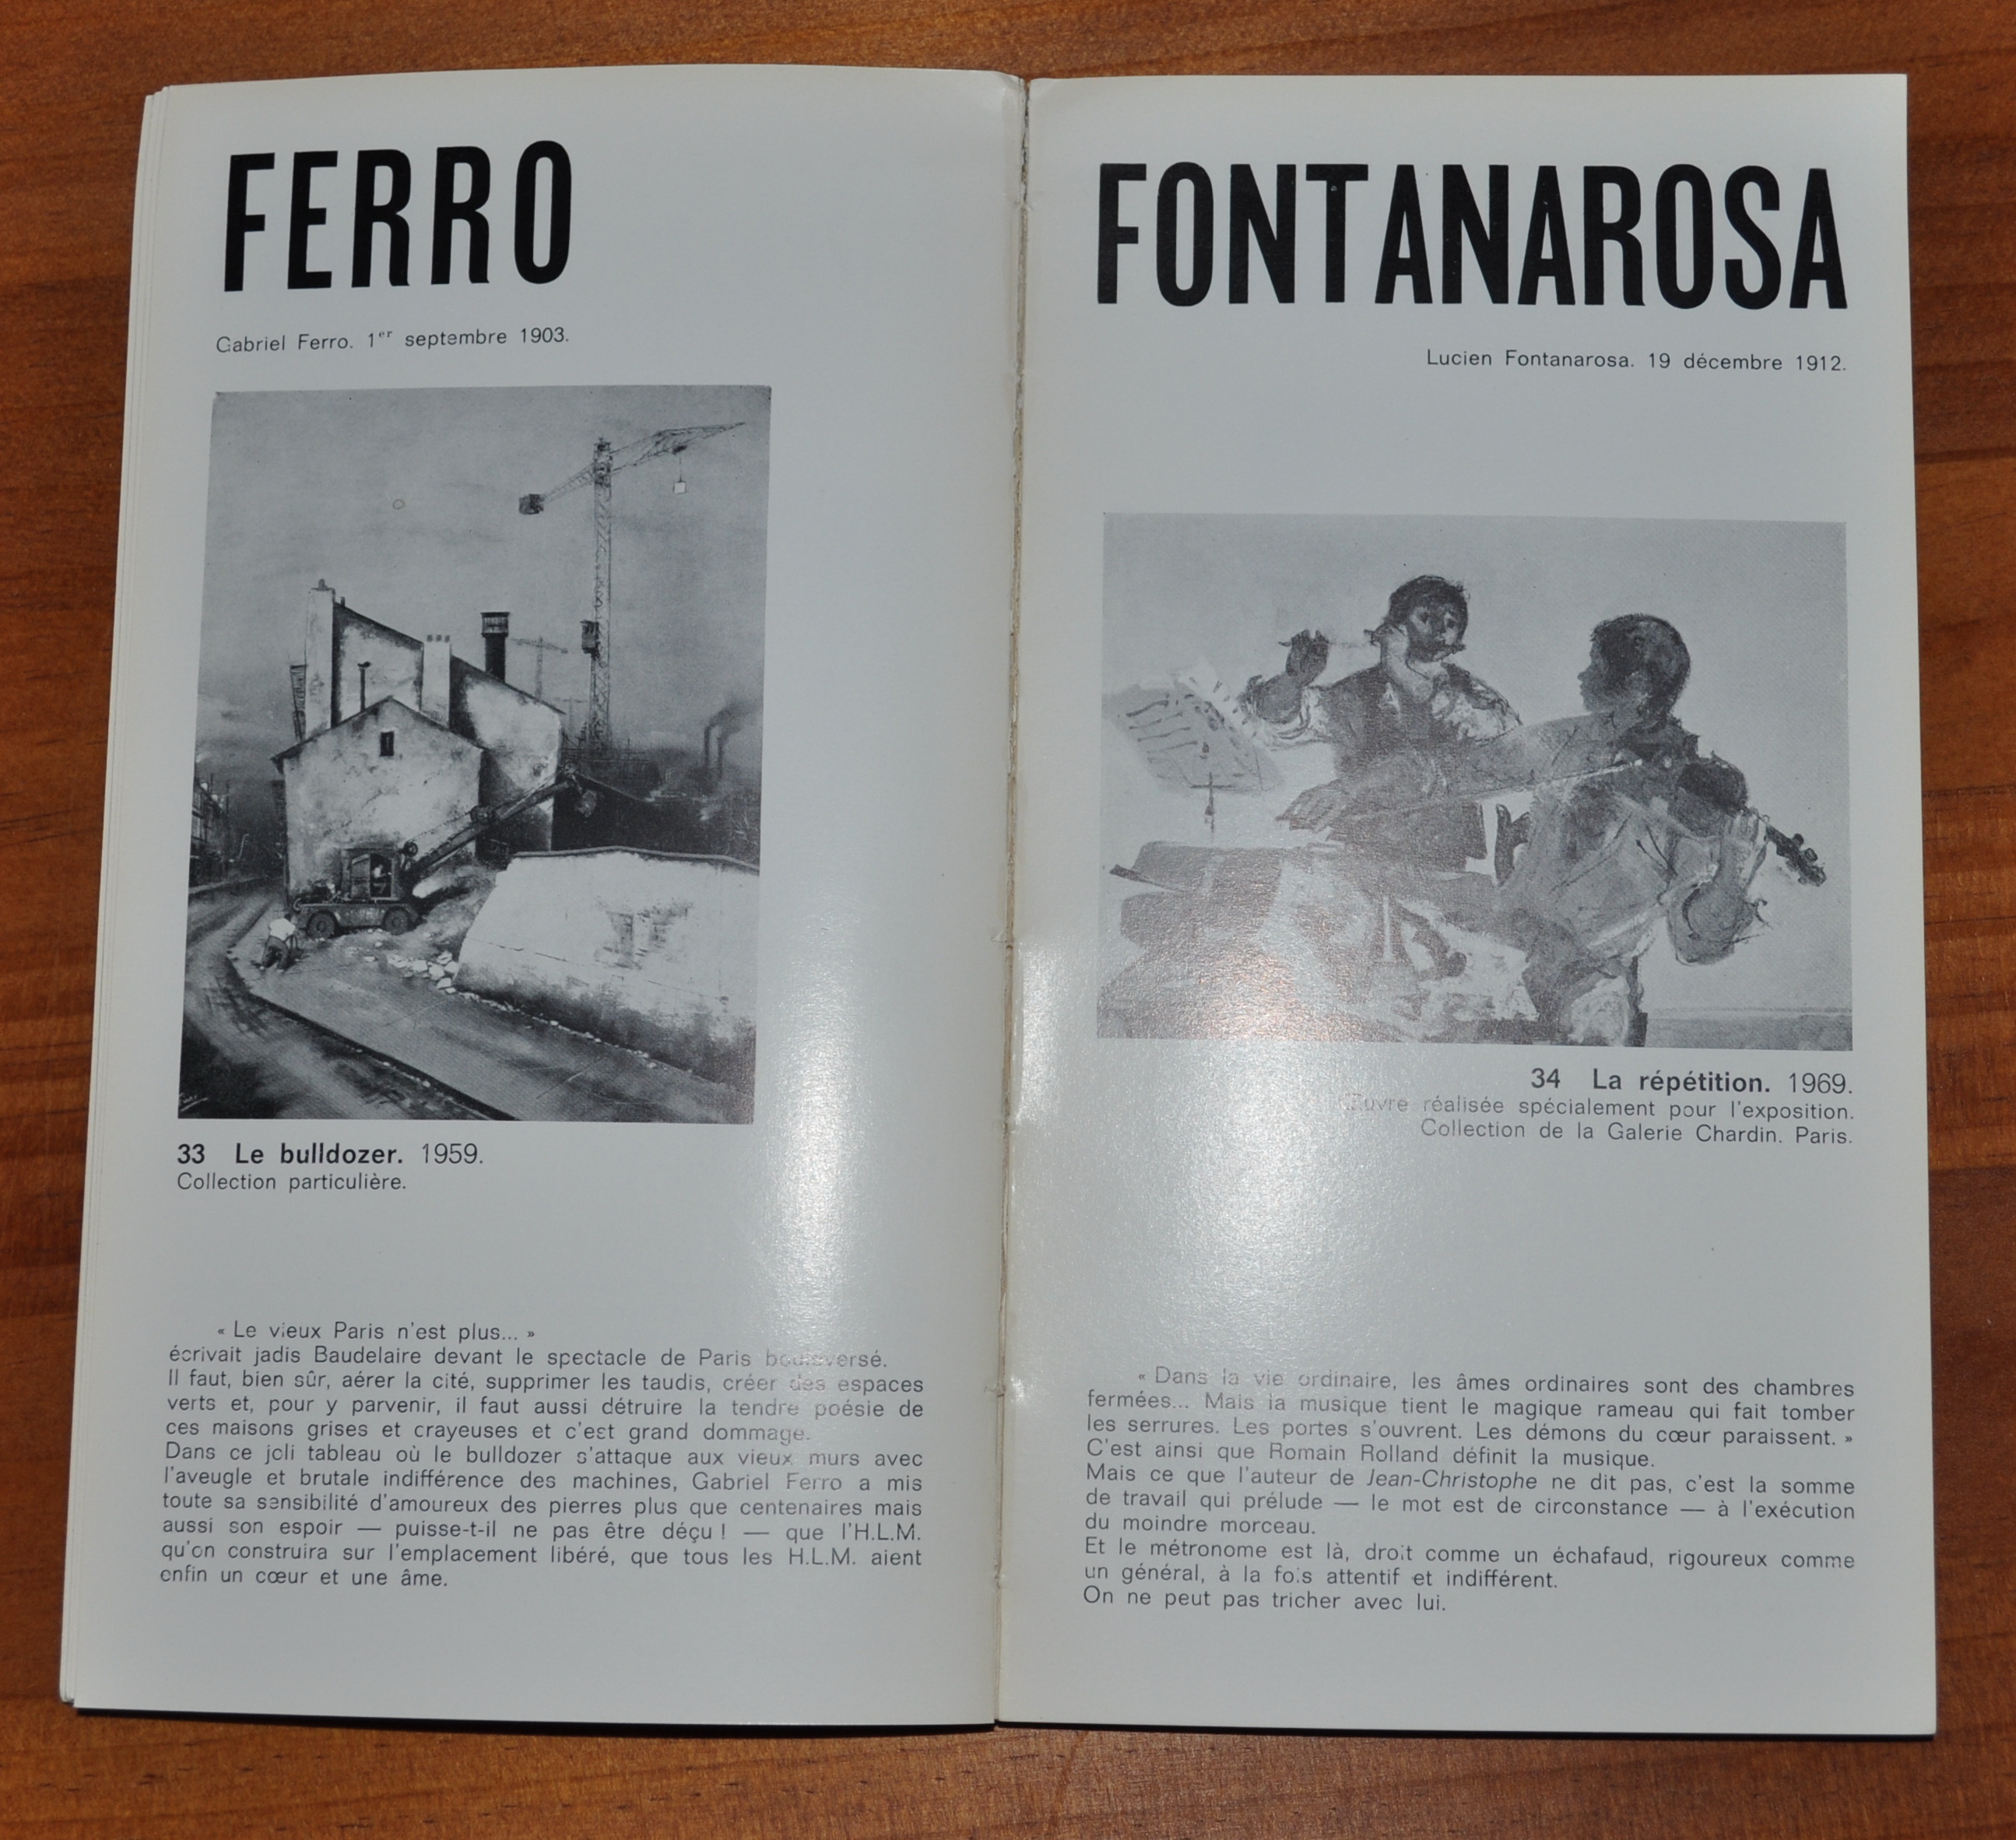 FERRO
Gabriel Ferro. 1er septembre 1903.
33 Le bulldozer. 1959.
Collection particulière.
« Le vieux Paris n'est plus... »
écrivait jadis Baudelaire devant le spectacle de Paris bouleversé.
Il faut, bien sûr, aérer la cité, supprimer les taudis, créer des espaces
verts et, pour y parvenir, il faut aussi détruire la tendre poésie de
ces maisons grises et crayeuses et c'est grand dommage.
Dans ce joli tableau où le bulldozer s'attaque aux vieux murs avec
l'aveugle et brutale indifférence des machines, Gabriel Ferro a mis
toute sa sensibilité d'amoureux des pierres plus que centenaires mais
aussi son espoir — puisse-t-il ne pas être déçu ! — que l'H.L.M.
qu'on construira sur l'emplacement libéré, que tous les H.L.M. aient
enfin un cœur et une âme.
FONTANAROSA
Lucien Fontanarosa. 19 décembre 1912.
34 La répétition. 1969.
Œuvre réalisée spécialement pour l'exposition.
Collection de la Galerie Chardin. Paris.
« Dans la vie ordinaire, les âmes ordinaires sont des chambres
fermées... Mais la musique tient le magique rameau qui fait tomber
les serrures. Les portes s'ouvrent. Les démons du cœur paraissent. »
C'est ainsi que Romain Rolland définit la musique.
Mais ce que l'auteur de Jean-Christophe ne dit pas, c'est la somme
de travail qui prélude — le mot est de circonstance — à l'exécution
du moindre morceau.
Et le métronome est là, droit comme un échafaud, rigoureux comme
un général, à la fois attentif et indifférent.
On ne peut pas tricher avec lui.